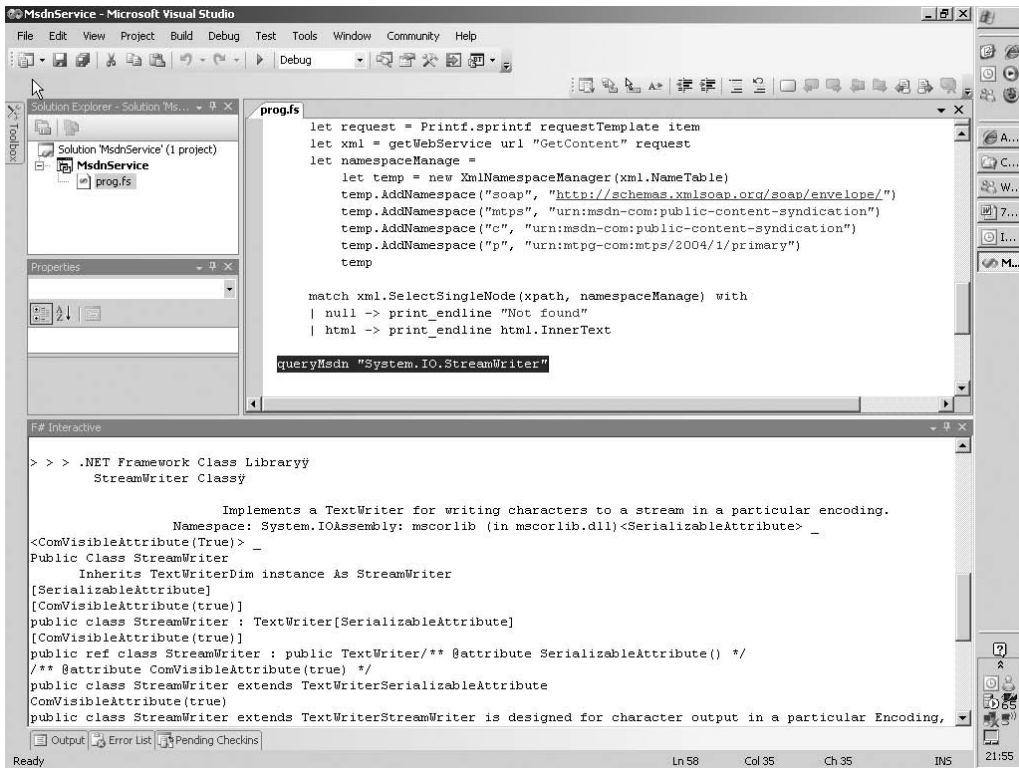 MsdnService - Microsoft Visual Studio
File Edit View Project Build Debug Test Tools Window Community Help
Debug
Solution Explorer - Solution 'Ms...
Toolbox
Solution 'MsdnService' (1 project)
MsdnService
prog.fs
Properties
prog.fs
let request = Printf.sprintf requestTemplate item
let xml = getWebService url "GetContent" request
let namespaceManage =
let temp = new XmlNamespaceManager(xml.NameTable)
temp.AddNamespace("soap", "http://schemas.xmlsoap.org/soap/envelope/")
temp.AddNamespace("mtps", "urn:msdn-com:public-content-syndication")
temp.AddNamespace("c", "urn:msdn-com:public-content-syndication")
temp.AddNamespace("p", "urn:mtpg-com:mtps/2004/1/primary")
temp
match xml.SelectSingleNode(xpath, namespaceManage) with
| null -> print_endline "Not found"
| html -> print_endline html.InnerText
queryMsdn "System.IO.StreamWriter"
F# Interactive
> > > .NET Framework Class Libraryÿ
StreamWriter Classÿ
Implements a TextWriter for writing characters to a stream in a particular encoding.
Namespace: System.IOAssembly: mscorlib (in mscorlib.dll)<SerializableAttribute> _
<ComVisibleAttribute(True)> _
Public Class StreamWriter
Inherits TextWriterDim instance As StreamWriter
[SerializableAttribute]
[ComVisibleAttribute(true)]
public class StreamWriter : TextWriter[SerializableAttribute]
[ComVisibleAttribute(true)]
public ref class StreamWriter : public TextWriter/** @attribute SerializableAttribute() */
/** @attribute ComVisibleAttribute(true) */
public class StreamWriter extends TextWriterSerializableAttribute
ComVisibleAttribute(true)
public class StreamWriter extends TextWriterStreamWriter is designed for character output in a particular Encoding,
Output Error List Pending Checkins
Ready Ln 58 Col 35 Ch 35 INS
A...
C...
W...
7...
I...
M...
65
21:55